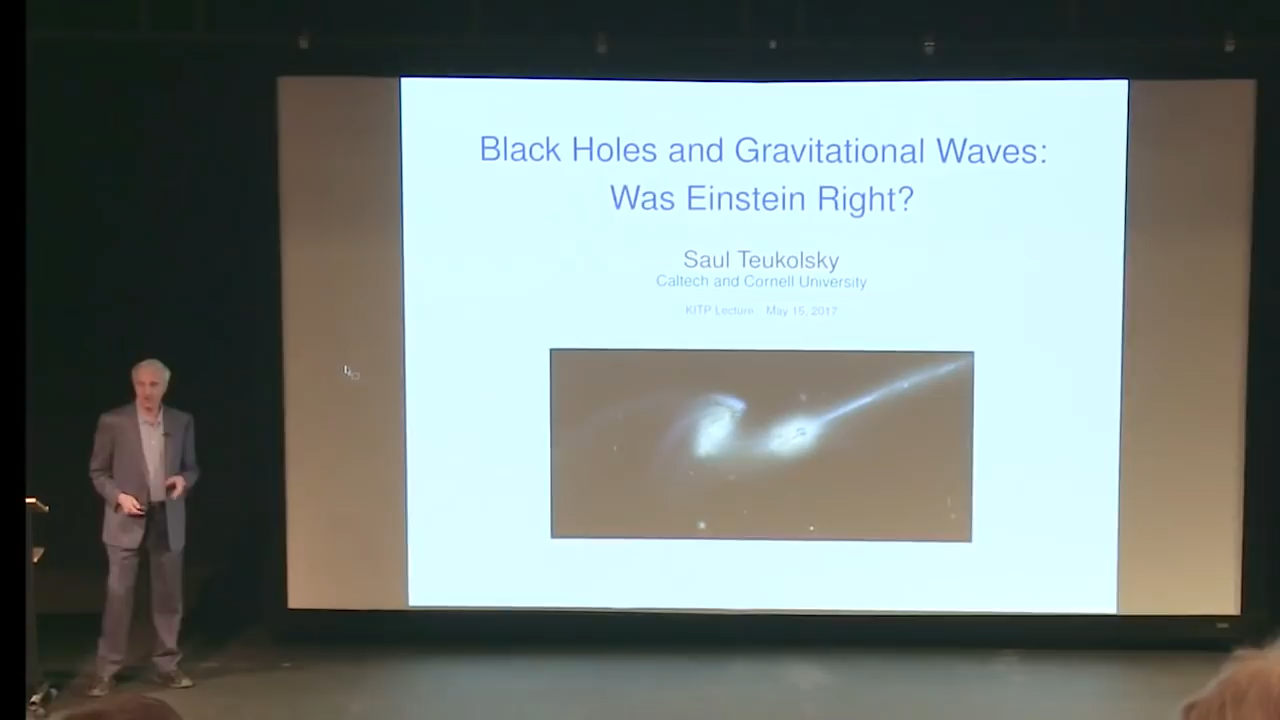 Black Holes and Gravitational Waves:
Was Einstein Right?
Saul Teukolsky
Caltech and Cornell University
KITP Lecture May 15, 2017